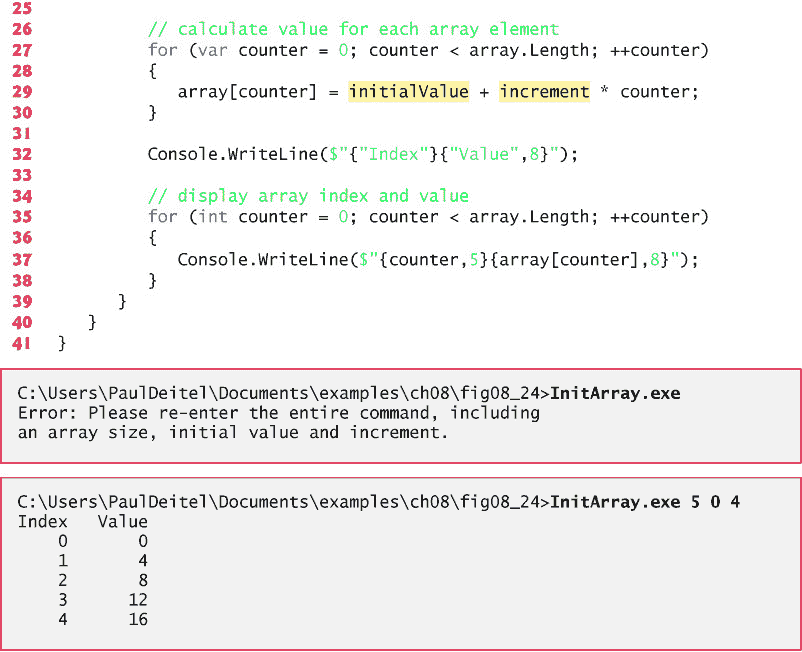 25
26 // calculate value for each array element
27 for (var counter = 0; counter < array.Length; ++counter)
28 {
29 array[counter] = initialValue + increment * counter;
30 }
31
32 Console.WriteLine($"{"Index"}{"Value",8}");
33
34 // display array index and value
35 for (int counter = 0; counter < array.Length; ++counter)
36 {
37 Console.WriteLine($"{counter,5}{array[counter],8}");
38 }
39 }
40 }
41 }
C:\Users\PaulDeitel\Documents\examples\ch08\fig08_24>InitArray.exe
Error: Please re-enter the entire command, including
an array size, initial value and increment.
C:\Users\PaulDeitel\Documents\examples\ch08\fig08_24>InitArray.exe 5 0 4
Index Value
0 0
1 4
2 8
3 12
4 16